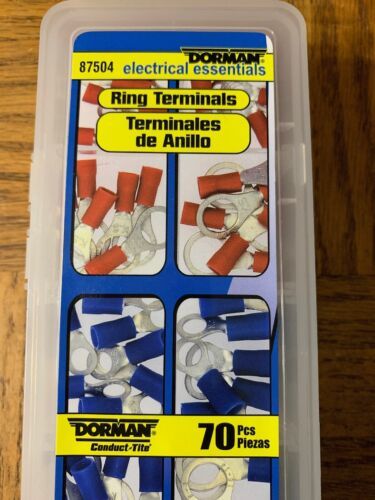 DORMAN®
87504 electrical essentials
Ring Terminals
Terminales
de Anillo
DORMAN®
Conduct-Tite®
70 Pcs
Piezas